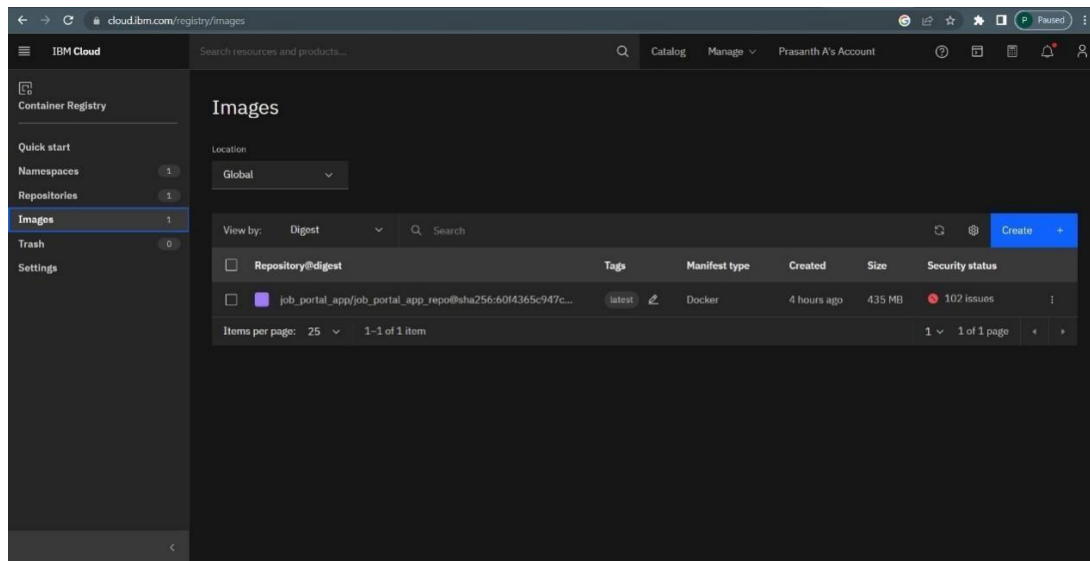 cloud.ibm.com/registry/images
P Paused
IBM Cloud
Search resources and products...
Catalog Manage Prasanth A's Account
Container Registry
Quick start
Namespaces 1
Repositories 1
Images 1
Trash 0
Settings
Images
Location
Global
View by: Digest Search Create +
Repository@digest Tags Manifest type Created Size Security status
job_portal_app/job_portal_app_repo@sha256:60f4365c947c... latest Docker 4 hours ago 435 MB 102 issues
Items per page: 25 1–1 of 1 item 1 1 of 1 page